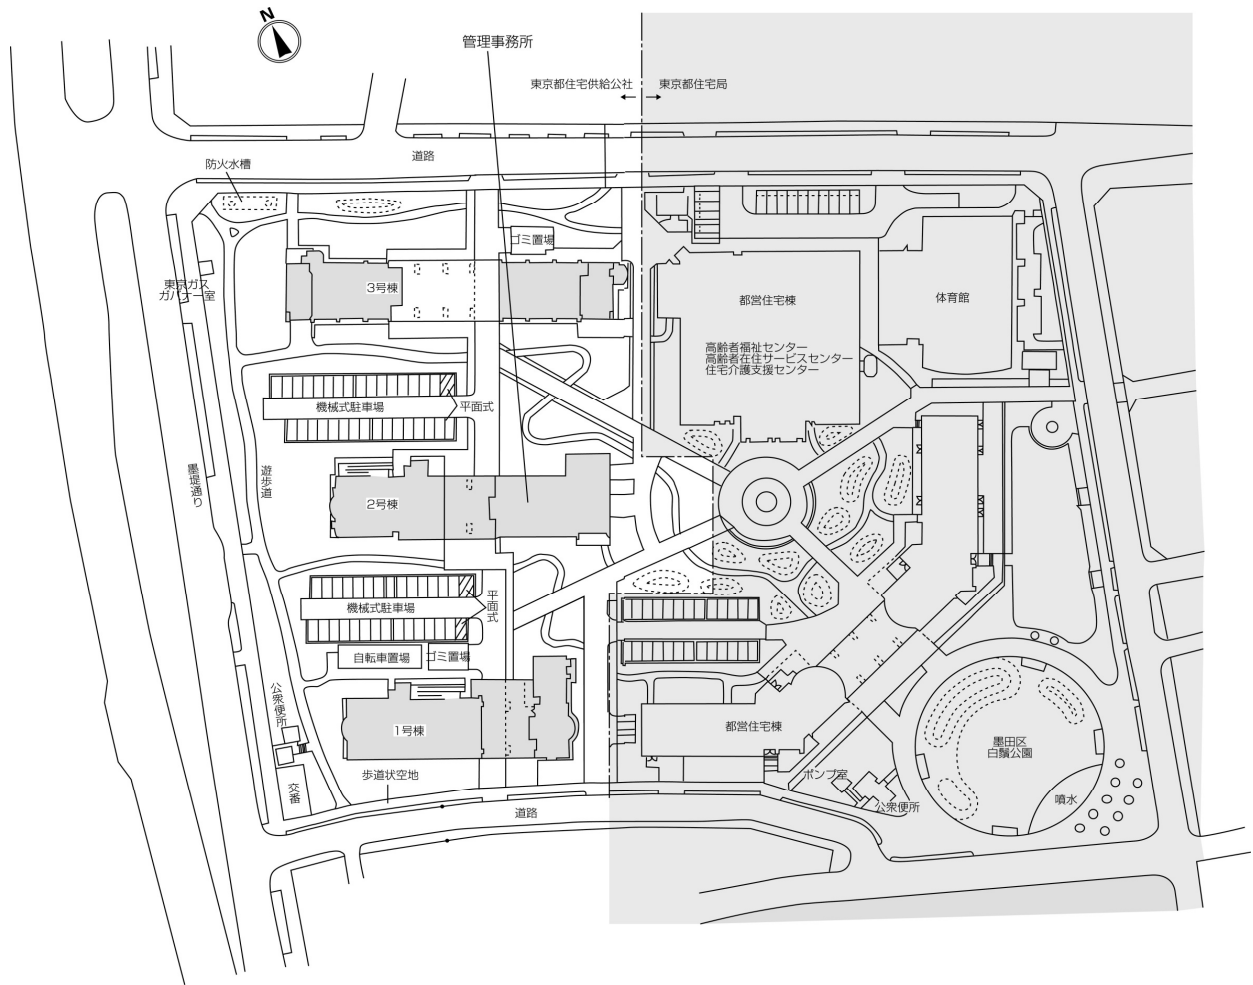 N
管理事務所
東京都住宅供給公社
東京都住宅局
道路
防火水槽
ゴミ置場
東京ガス
ガバナー室
3号棟
都営住宅棟
体育館
高齢者福祉センター
高齢者在住サービスセンター
住宅介護支援センター
機械式駐車場
平面式
墨堤通り
遊歩道
2号棟
機械式駐車場
平面式
自転車置場
ゴミ置場
公衆便所
1号棟
都営住宅棟
墨田区
白鬚公園
歩道状空地
交番
ポンプ室
公衆便所
噴水
道路